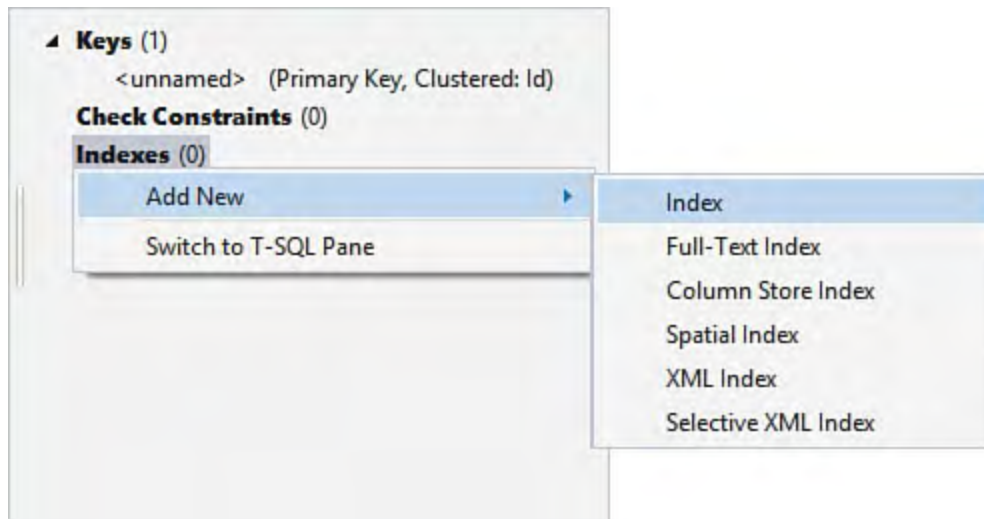 Keys (1)
<unnamed> (Primary Key, Clustered: Id)
Check Constraints (0)
Indexes (0)
Add New
Switch to T-SQL Pane
Index
Full-Text Index
Column Store Index
Spatial Index
XML Index
Selective XML Index